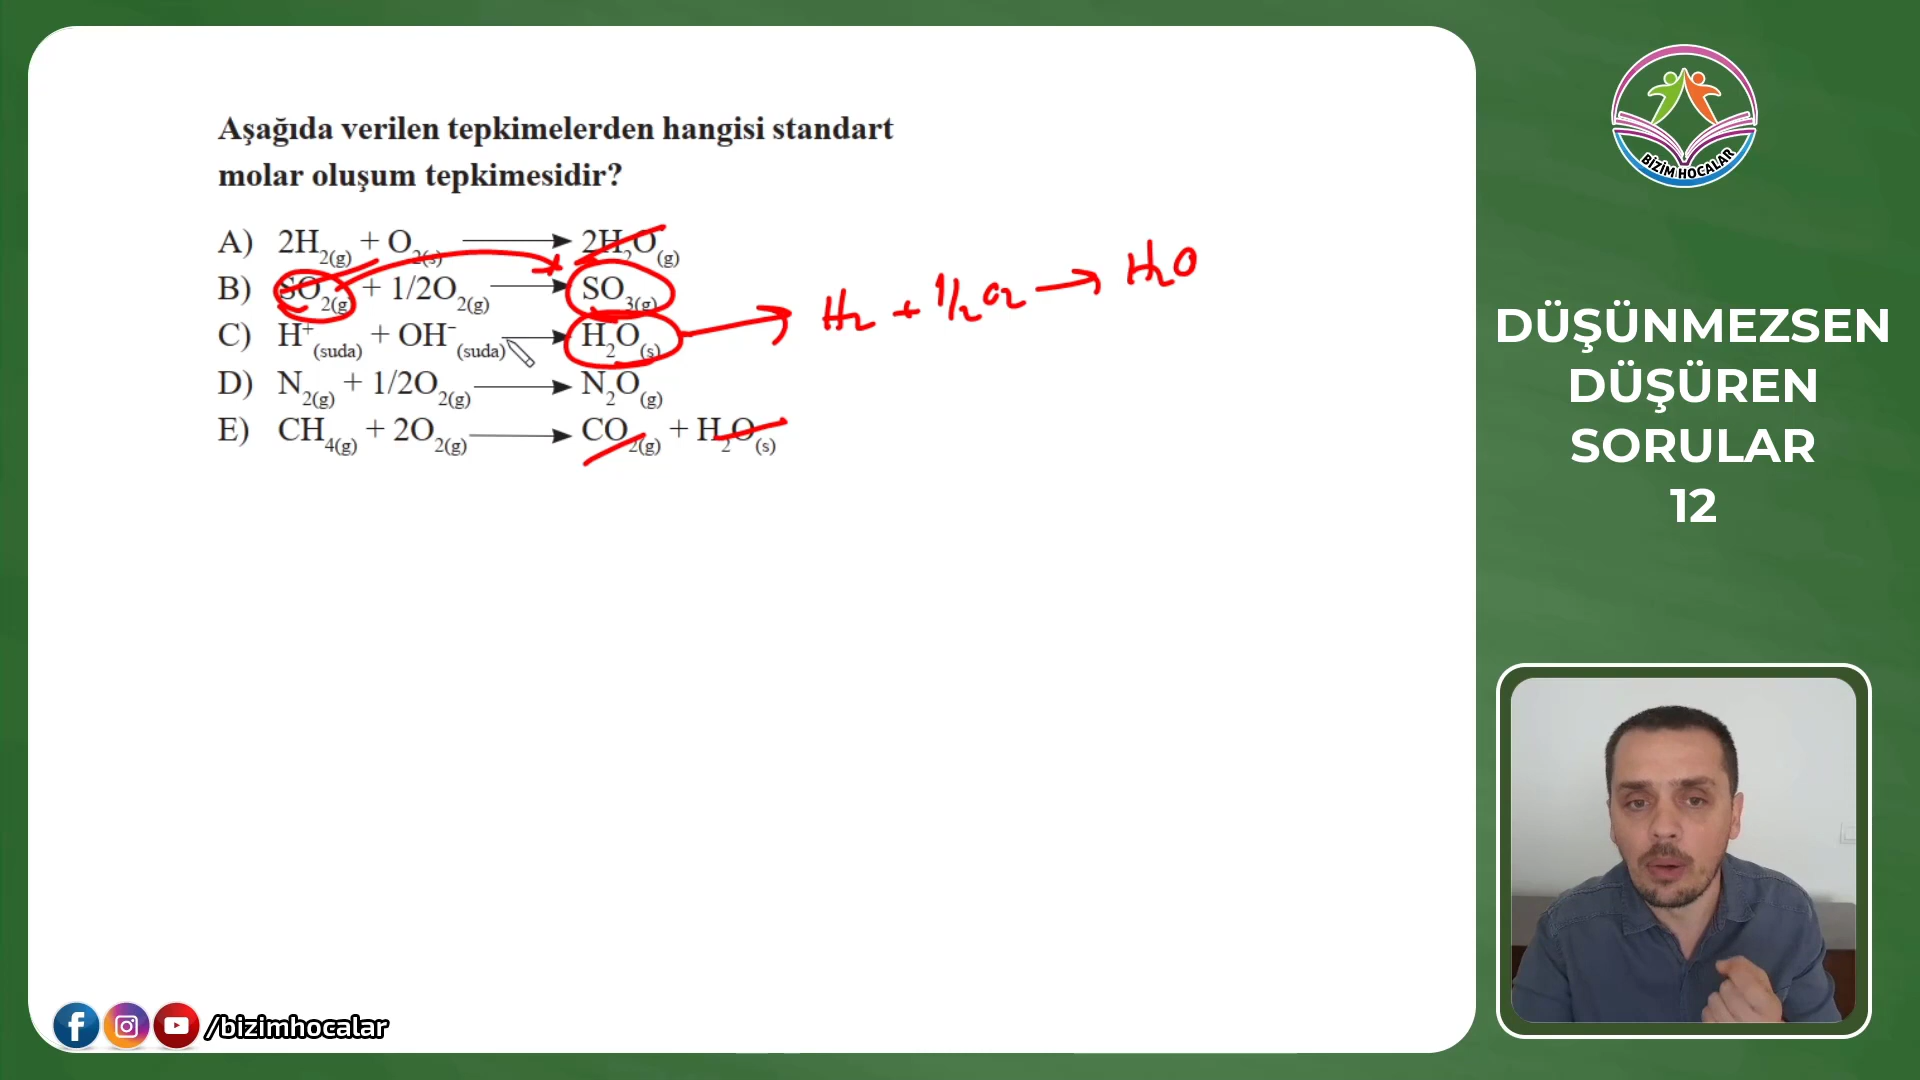 Aşağıda verilen tepkimelerden hangisi standart
molar oluşum tepkimesidir?
A) 2H₂(g) + O₂(s) ⟶ 2H₂O(g)
B) SO₂(g) + 1/2O₂(g) ⟶ SO₃(g)
C) H⁺(suda) + OH⁻(suda) ⟶ H₂O(s)
D) N₂(g) + 1/2O₂(g) ⟶ N₂O(g)
E) CH₄(g) + 2O₂(g) ⟶ CO₂(g) + H₂O(s)
H₂ + 1/2O₂ ⟶ H₂O
BİZİM HOCALAR
DÜŞÜNMEZSEN
DÜŞÜREN
SORULAR
12
/bizimhocalar